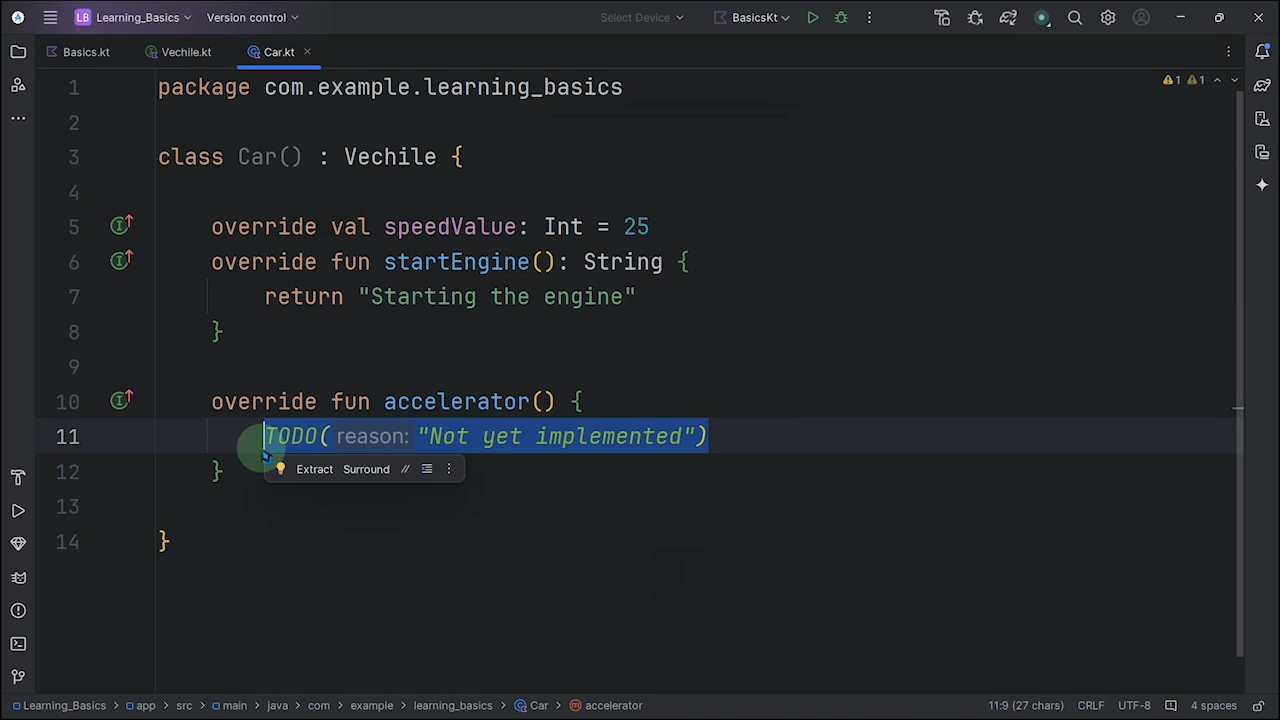 LB Learning_Basics Version control Select Device BasicsKt
Basics.kt Vechile.kt Car.kt
1 package com.example.learning_basics 1 1
2
3 class Car() : Vechile {
4
5 override val speedValue: Int = 25
6 override fun startEngine(): String {
7 return "Starting the engine"
8 }
9
10 override fun accelerator() {
11 TODO( reason: "Not yet implemented")
12 }
Extract Surround //
13
14 }
Learning_Basics > app > src > main > java > com > example > learning_basics > Car > accelerator 11:9 (27 chars) CRLF UTF-8 4 spaces